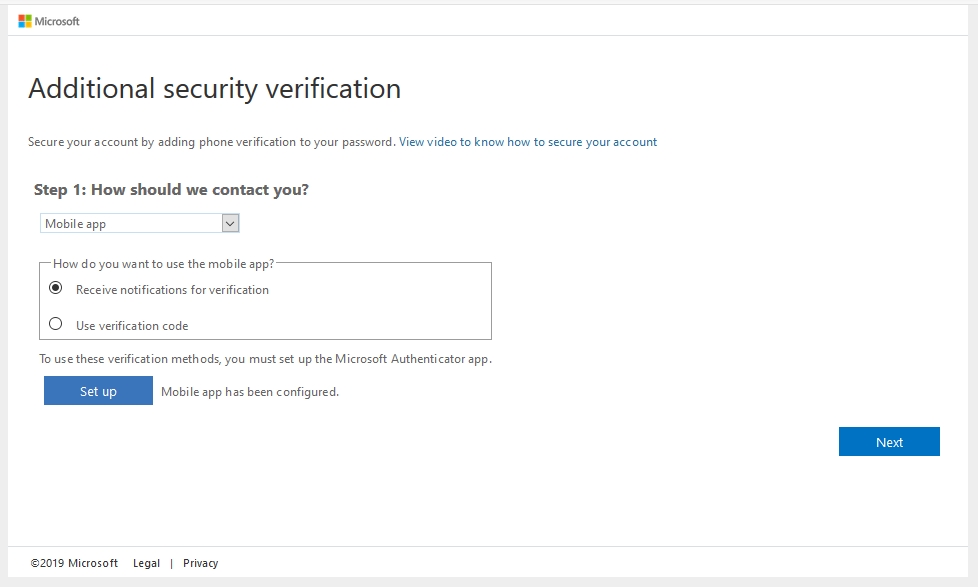 Microsoft
Additional security verification
Secure your account by adding phone verification to your password. View video to know how to secure your account
Step 1: How should we contact you?
Mobile app
How do you want to use the mobile app?
Receive notifications for verification
Use verification code
To use these verification methods, you must set up the Microsoft Authenticator app.
Set up Mobile app has been configured.
Next
©2019 Microsoft Legal | Privacy